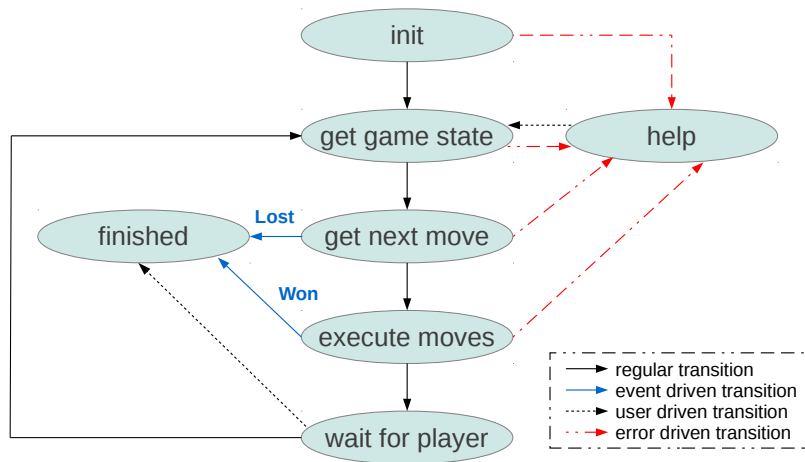 init
get game state
help
Lost
finished
get next move
Won
execute moves
wait for player
regular transition
event driven transition
user driven transition
error driven transition